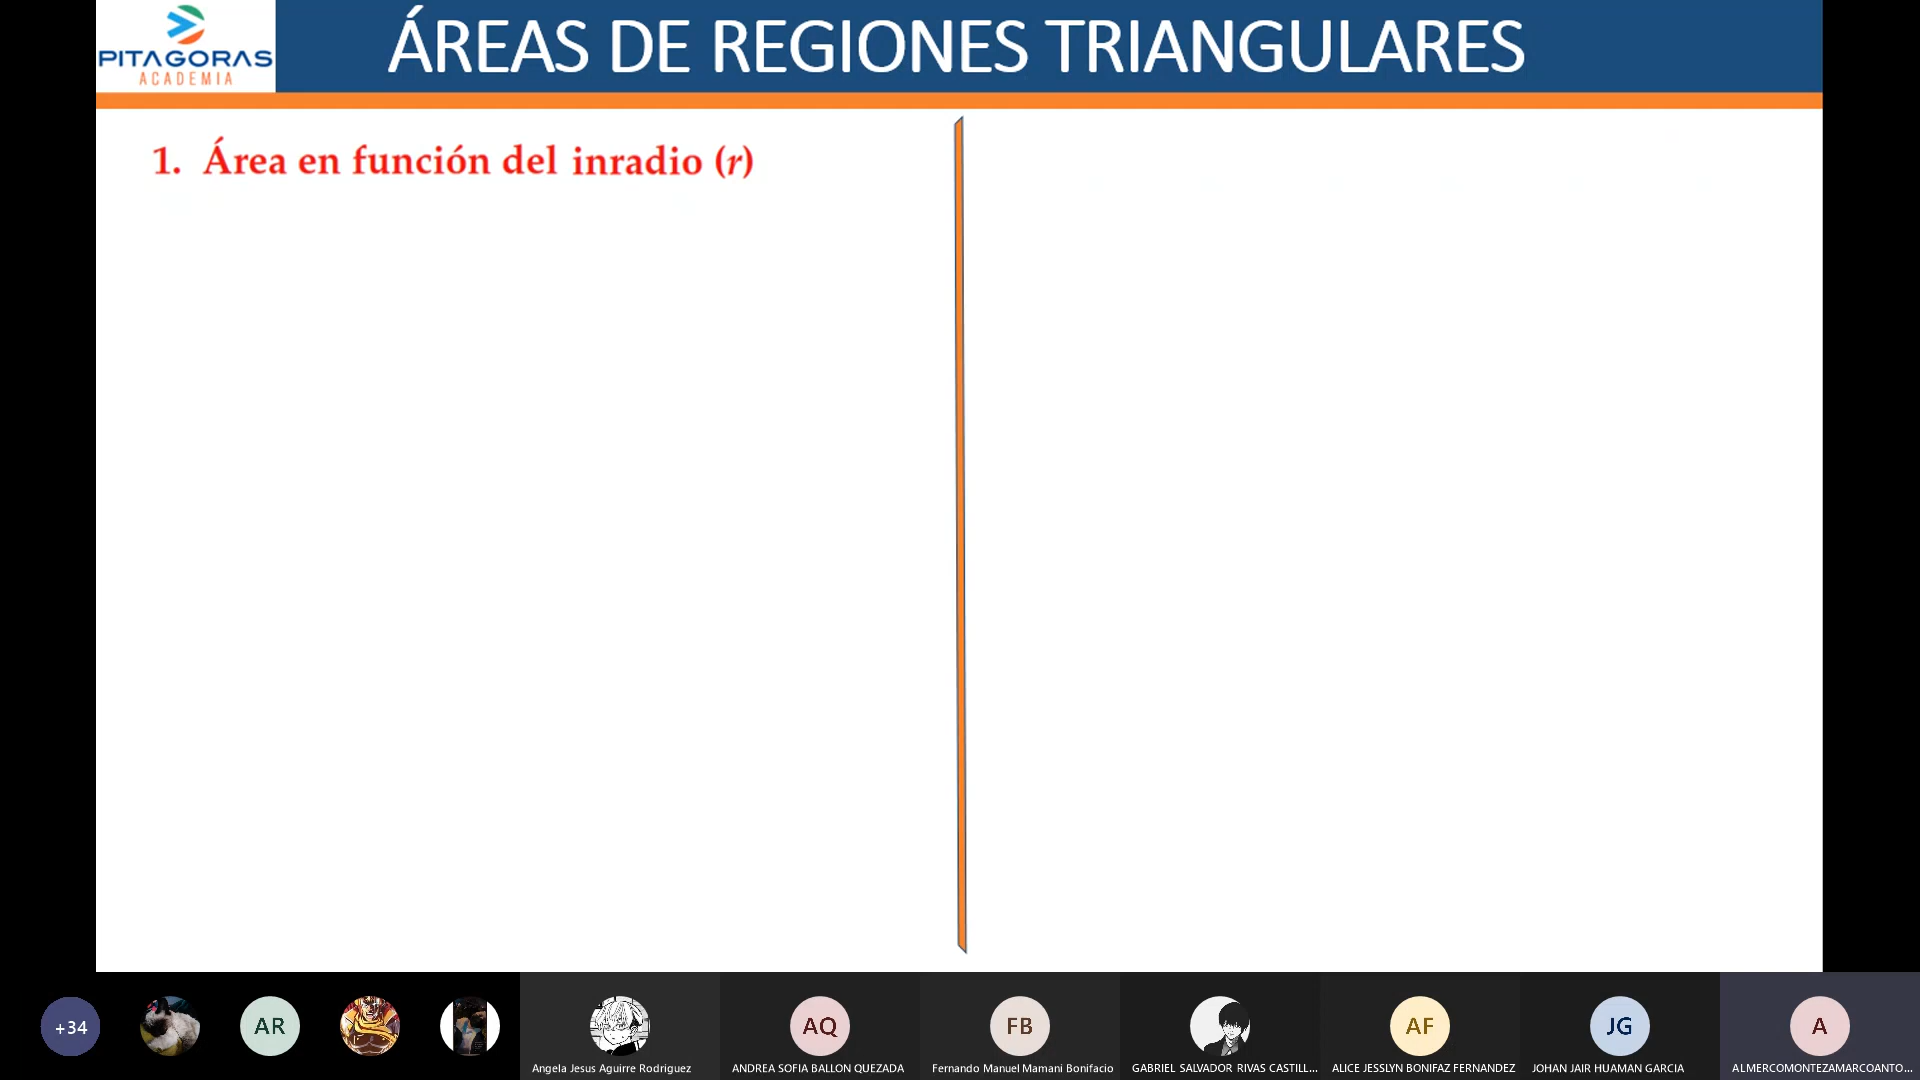 PITAGORAS
ACADEMIA
ÁREAS DE REGIONES TRIANGULARES
1. Área en función del inradio (r)
+34
AR
AQ
FB
AF
JG
A
Angela Jesus Aguirre Rodriguez
ANDREA SOFIA BALLON QUEZADA
Fernando Manuel Mamani Bonifacio
GABRIEL SALVADOR RIVAS CASTILL...
ALICE JESSLYN BONIFAZ FERNANDEZ
JOHAN JAIR HUAMAN GARCIA
ALMERCOMONTEZAMARCOANTO...